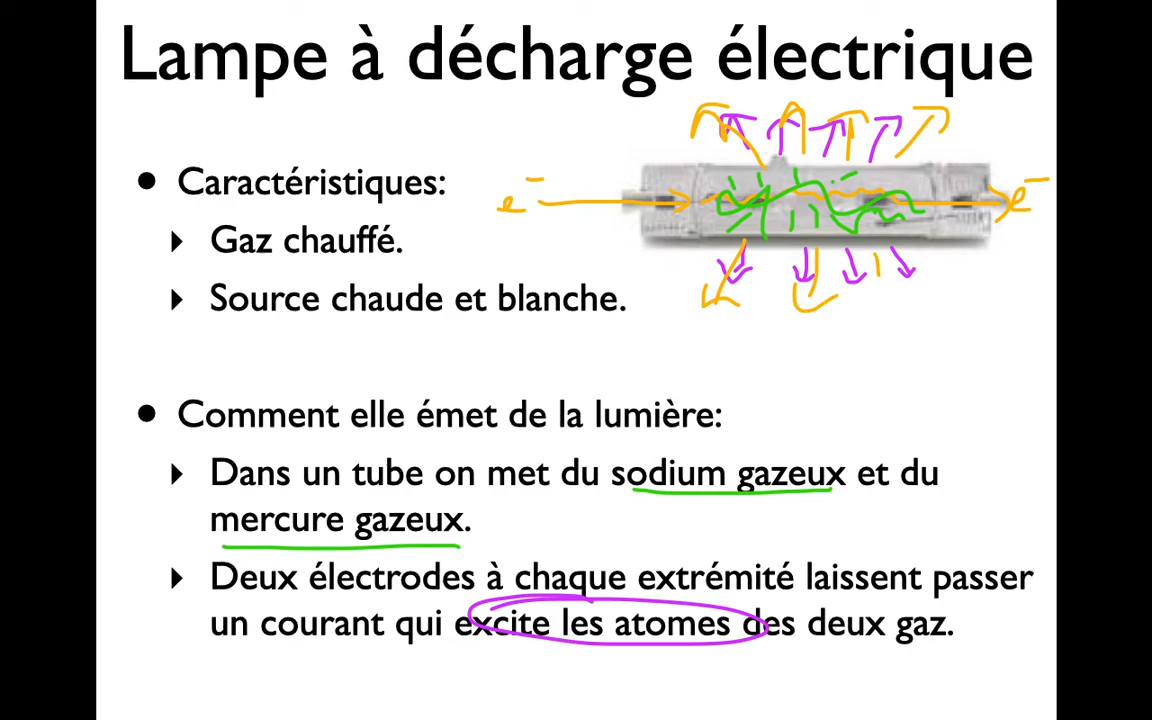 Lampe à décharge électrique
• Caractéristiques:
e⁻
e⁻
‣ Gaz chauffé.
‣ Source chaude et blanche.
• Comment elle émet de la lumière:
‣ Dans un tube on met du sodium gazeux et du
mercure gazeux.
‣ Deux électrodes à chaque extrémité laissent passer
un courant qui excite les atomes des deux gaz.